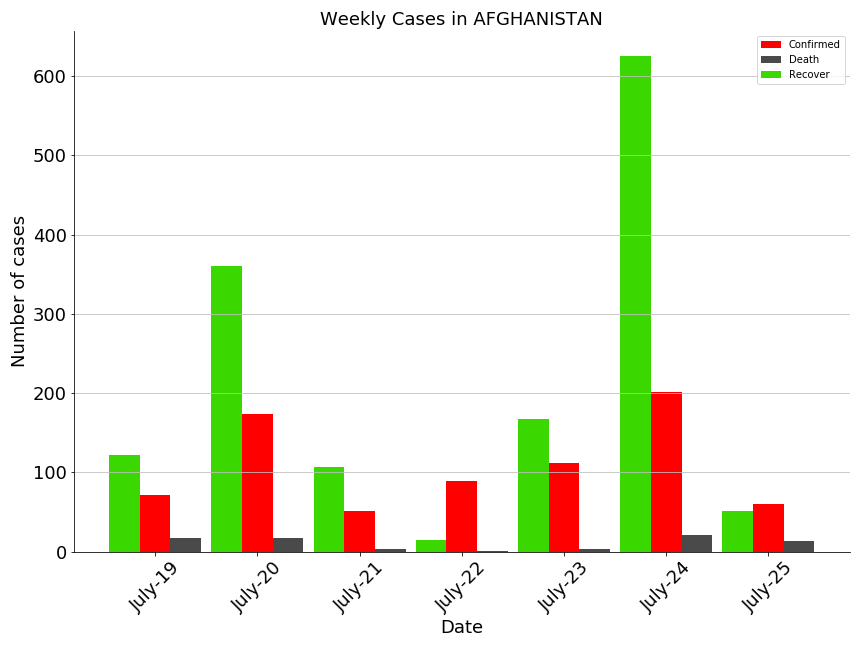 Weekly Cases in AFGHANISTAN
Confirmed
Death
Recover
Number of cases
600
500
400
300
200
100
0
July-19
July-20
July-21
July-22
July-23
July-24
July-25
Date